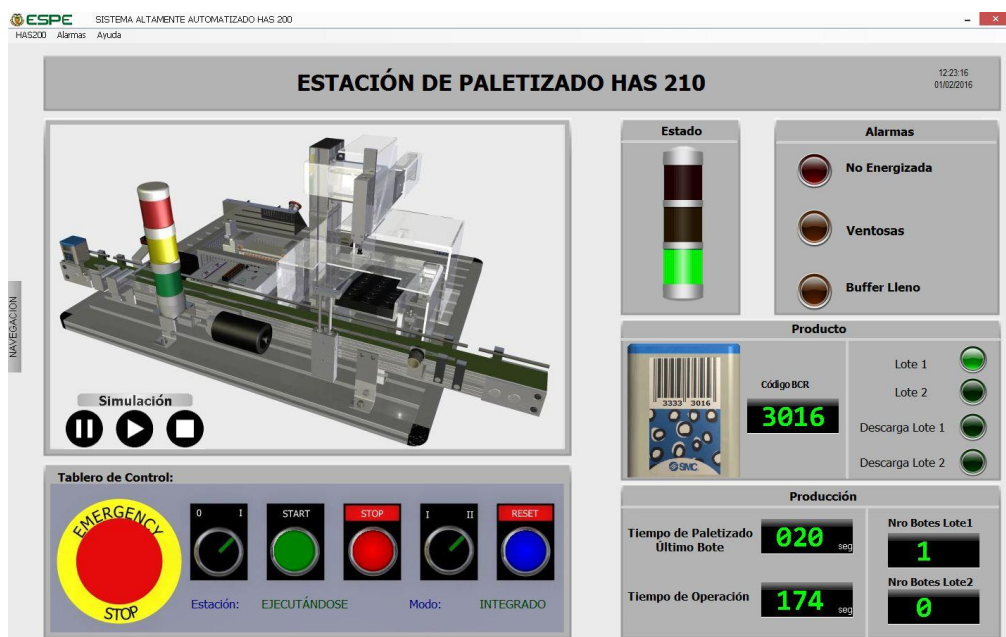 ESPE SISTEMA ALTAMENTE AUTOMATIZADO HAS 200
HAS200 Alarmas Ayuda
ESTACIÓN DE PALETIZADO HAS 210
12:23:16
01/02/2016
NAVEGACION
Simulación
Estado
Alarmas
No Energizada
Ventosas
Buffer Lleno
Producto
3333 3016
SMC
Código BCR
3016
Lote 1
Lote 2
Descarga Lote 1
Descarga Lote 2
Tablero de Control:
EMERGENCY
STOP
0 I
START
STOP
I II
RESET
Estación: EJECUTÁNDOSE Modo: INTEGRADO
Producción
Tiempo de Paletizado
Último Bote
020 seg
Nro Botes Lote1
1
Tiempo de Operación
174 seg
Nro Botes Lote2
0